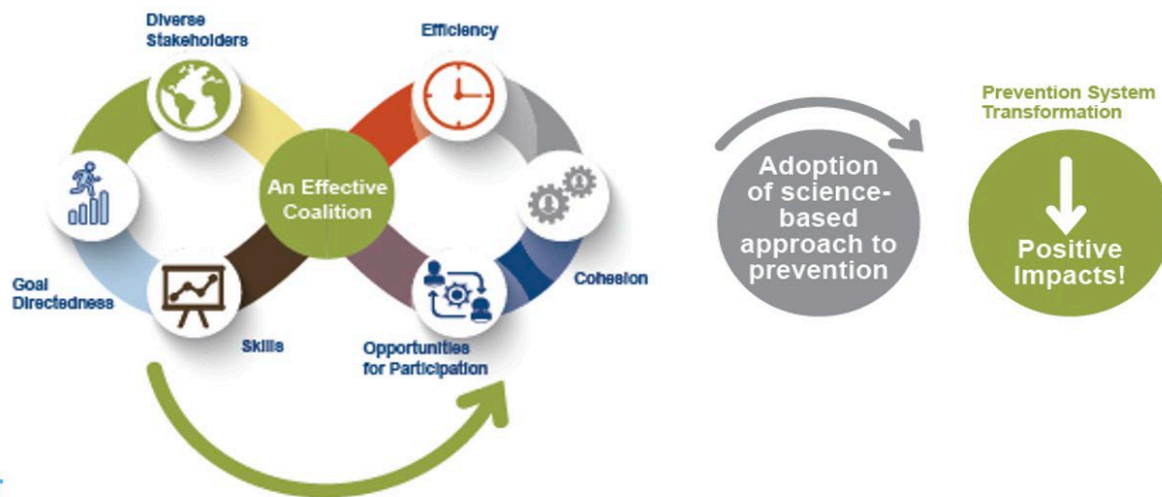 Diverse
Stakeholders
Efficiency
An Effective
Coalition
Goal
Directedness
Cohesion
Skills
Opportunities
for Participation
Adoption
of science-
based
approach to
prevention
Prevention System
Transformation
Positive
Impacts!